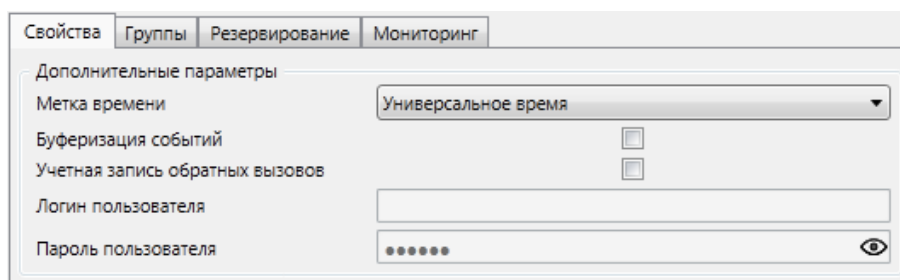 Свойства Группы Резервирование Мониторинг
Дополнительные параметры
Метка времени Универсальное время
Буферизация событий
Учетная запись обратных вызовов
Логин пользователя
Пароль пользователя ●●●●●●